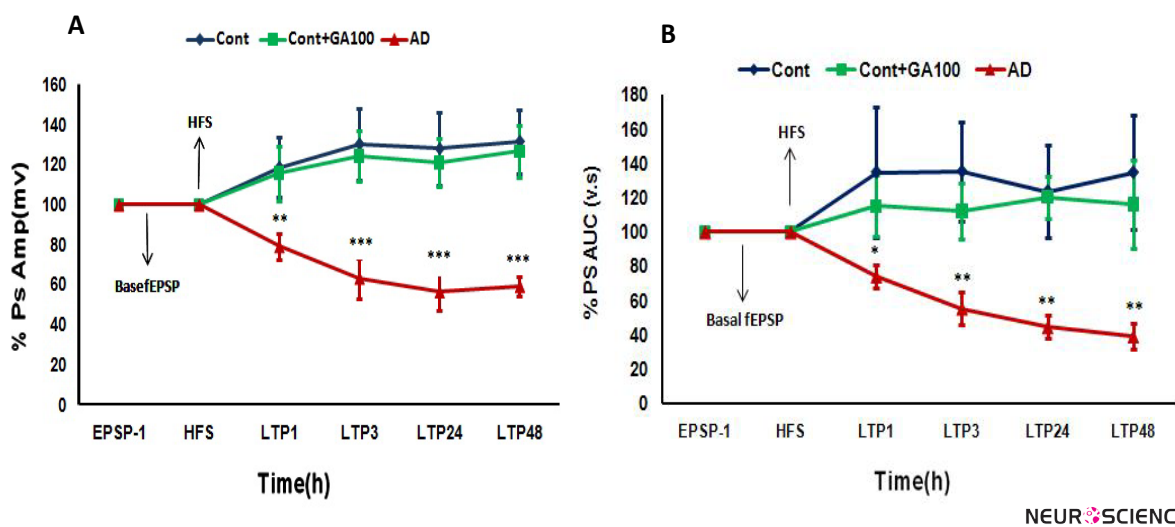 A
Cont Cont+GA100 AD
% Ps Amp(mv)
160
140
120
100
80
60
40
20
0
HFS
BasefEPSP
**
***
***
***
EPSP-1 HFS LTP1 LTP3 LTP24 LTP48
Time(h)
B
Cont Cont+GA100 AD
%PS AUC (v.s)
180
160
140
120
100
80
60
40
20
0
HFS
Basal fEPSP
*
**
**
**
EPSP-1 HFS LTP1 LTP3 LTP24 LTP48
Time(h)